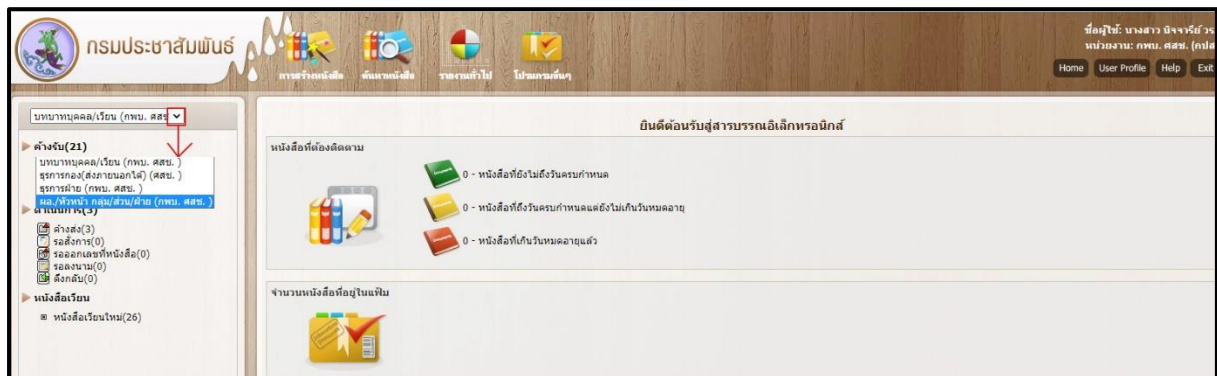 กรมประชาสัมพันธ์
การสร้างหนังสือ
ค้นหาหนังสือ
รายงานทั่วไป
โปรแกรมอื่นๆ
ชื่อผู้ใช้: นางสาว
หน่วยงาน: กพบ. ศสช.
Home User Profile Help Exit
บทบาทบุคคล/เวียน (กพบ. ศสช
ยินดีต้อนรับสู่สารบรรณอิเล็กทรอนิกส์
ค้างรับ(21)
บทบาทบุคคล/เวียน (กพบ. ศสช. )
ธุรการกอง(ส่งภายนอกได้) (ศสช. )
ธุรการฝ่าย (กพบ. ศสช. )
ผอ./หัวหน้า กลุ่ม/ส่วน/ฝ่าย (กพบ. ศสช. )
ดำเนินการ(3)
ค้างส่ง(3)
รอสั่งการ(0)
รอออกเลขที่หนังสือ(0)
รอลงนาม(0)
ดึงกลับ(0)
หนังสือเวียน
หนังสือเวียนใหม่(26)
หนังสือที่ต้องติดตาม
0 - หนังสือที่ยังไม่ถึงวันครบกำหนด
0 - หนังสือที่ถึงวันครบกำหนดแต่ยังไม่เกินวันหมดอายุ
0 - หนังสือที่เกินวันหมดอายุแล้ว
จำนวนหนังสือที่อยู่ในแฟ้ม